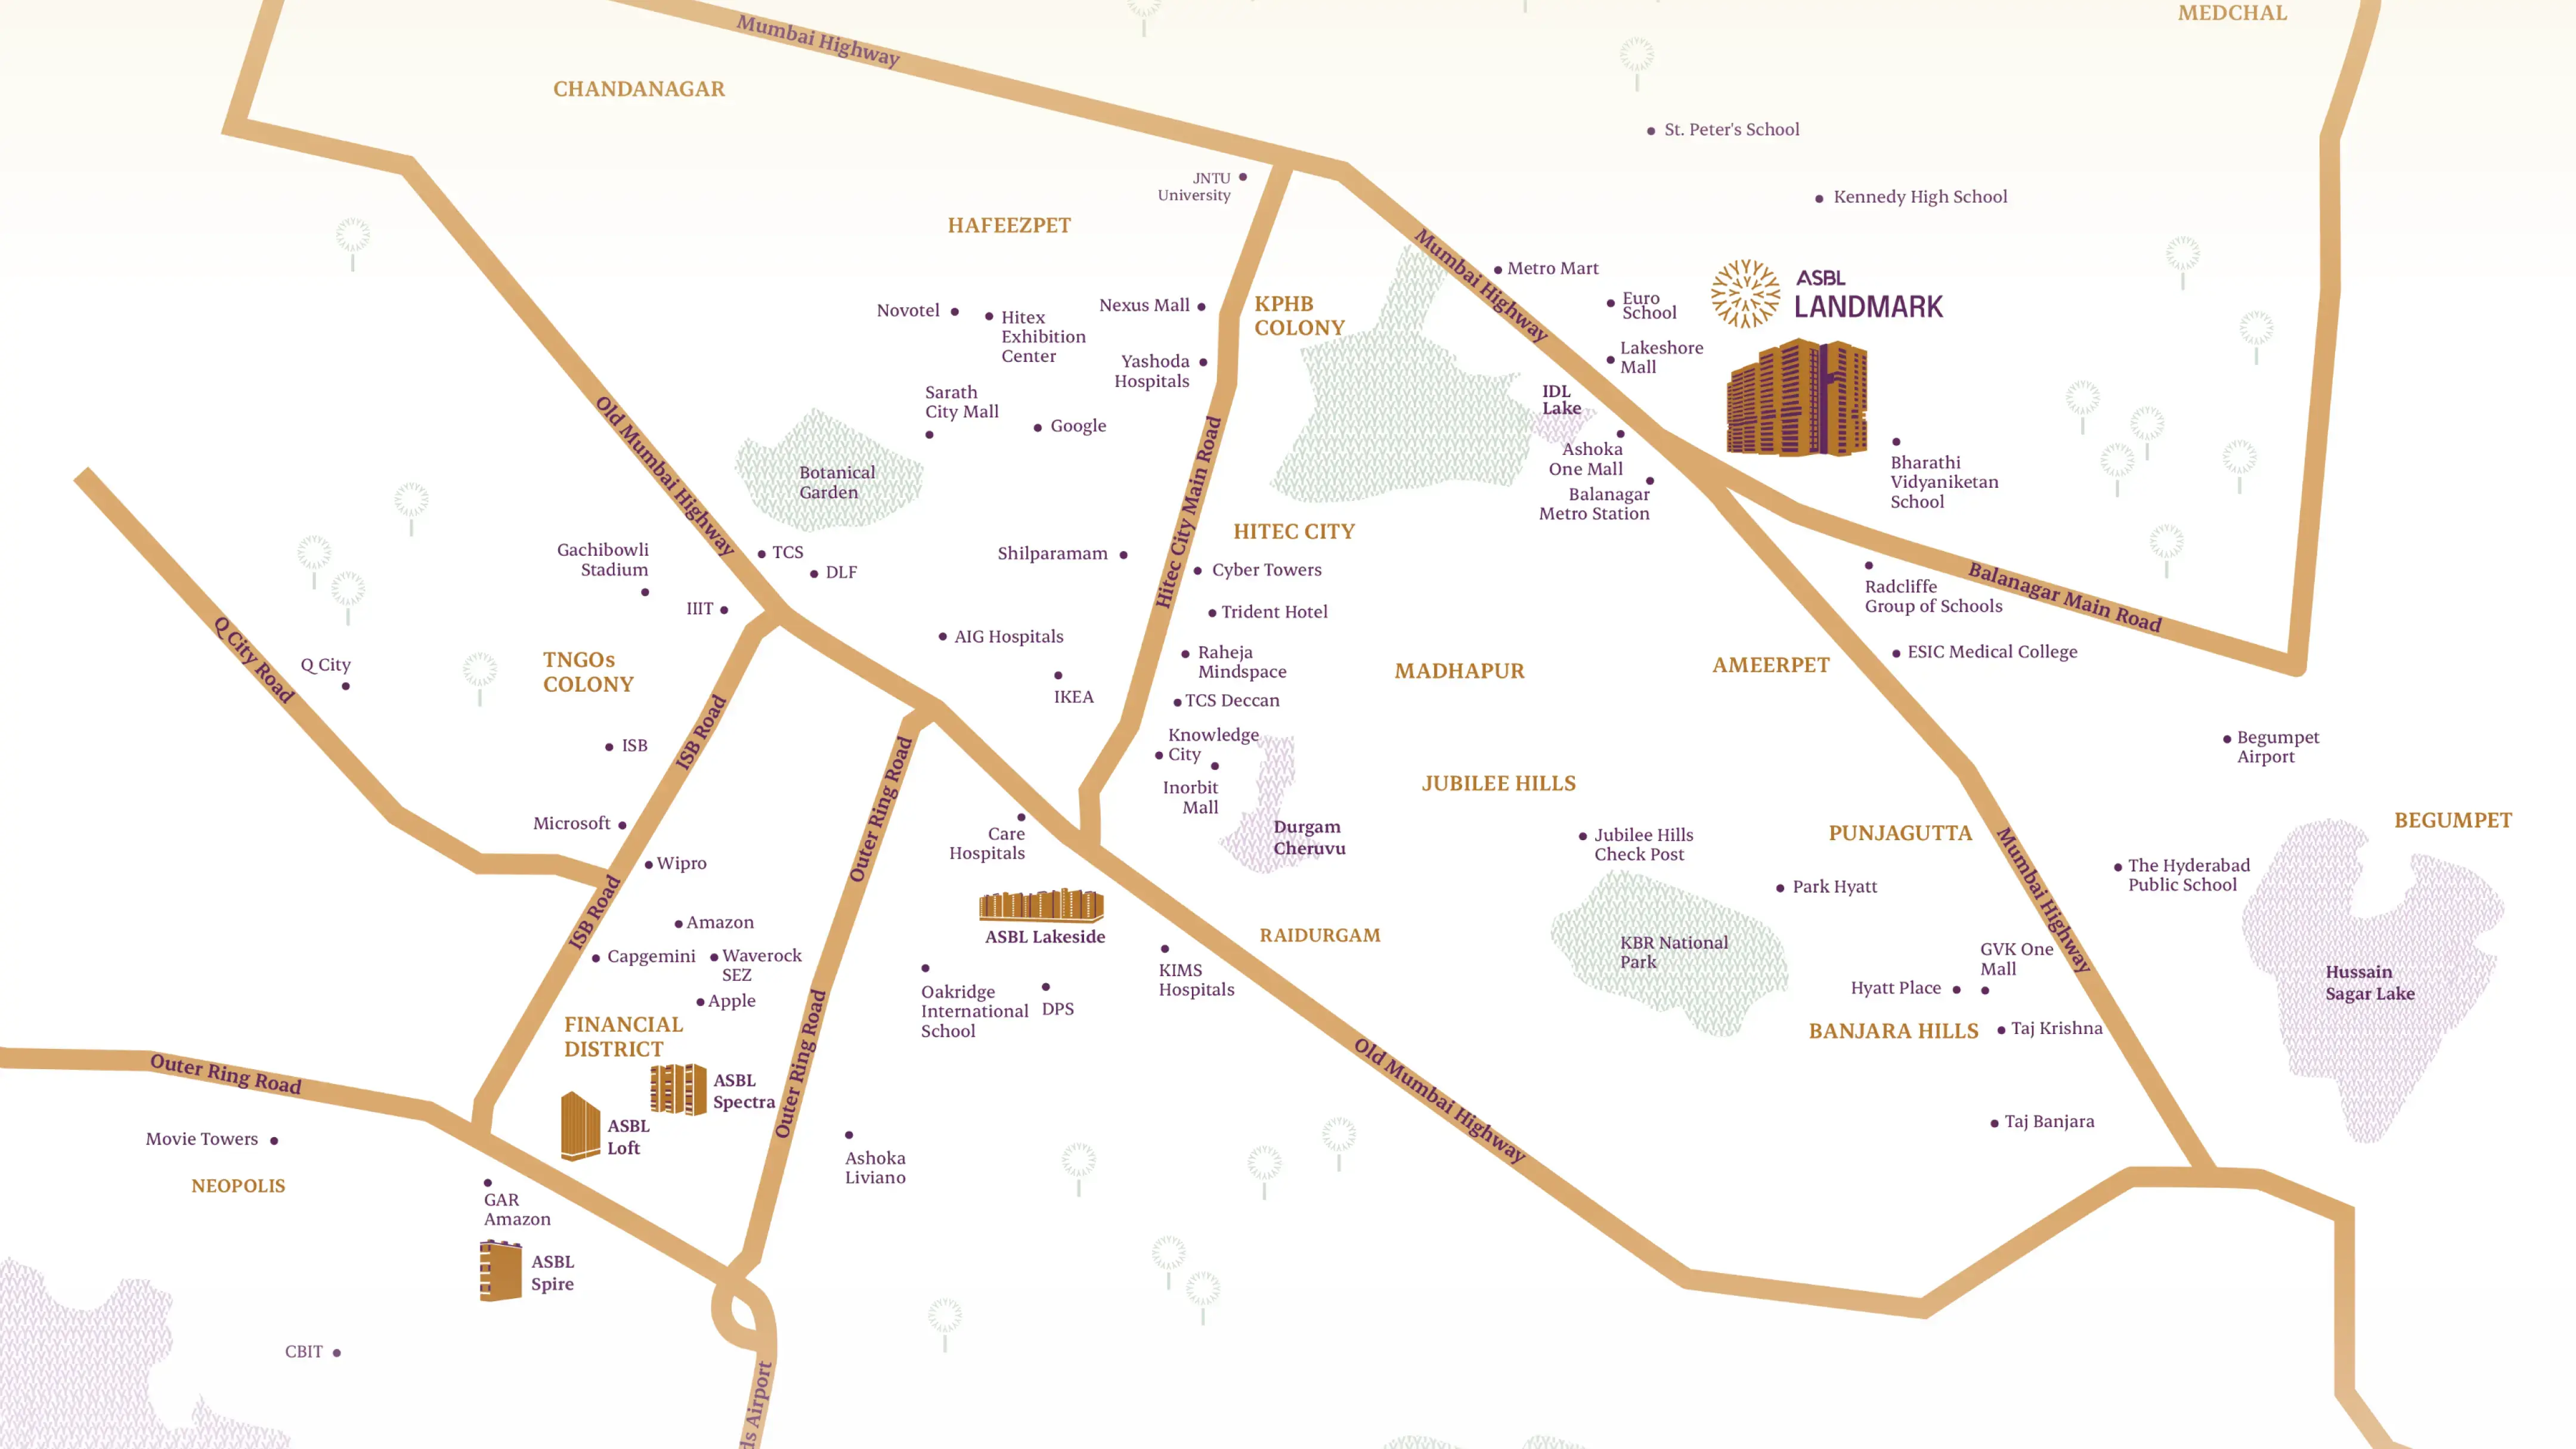 MEDCHAL
Mumbai Highway
CHANDANAGAR
St. Peter's School
JNTU
University
Kennedy High School
HAFEEZPET
Mumbai Highway
Metro Mart
ASBL
LANDMARK
Euro
School
Novotel
Hitex
Exhibition
Center
Nexus Mall
KPHB
COLONY
Lakeshore
Mall
Yashoda
Hospitals
Sarath
City Mall
IDL
Lake
Google
Old Mumbai Highway
Hitec City Main Road
Ashoka
One Mall
Botanical
Garden
Bharathi
Vidyaniketan
School
Balanagar
Metro Station
HITEC CITY
Gachibowli
Stadium
TCS
DLF
Shilparamam
Cyber Towers
Radcliffe
Group of Schools
Balanagar Main Road
IIIT
Trident Hotel
AIG Hospitals
Q City Road
Q City
TNGOs
COLONY
Raheja
Mindspace
MADHAPUR
AMEERPET
ESIC Medical College
IKEA
TCS Deccan
ISB Road
ISB
Knowledge
City
Begumpet
Airport
Outer Ring Road
Inorbit
Mall
JUBILEE HILLS
Microsoft
Care
Hospitals
Durgam
Cheruvu
Jubilee Hills
Check Post
PUNJAGUTTA
BEGUMPET
Wipro
Mumbai Highway
The Hyderabad
Public School
Park Hyatt
ISB Road
Amazon
ASBL Lakeside
RAIDURGAM
KBR National
Park
Capgemini
Waverock
SEZ
GVK One
Mall
KIMS
Hospitals
Hussain
Sagar Lake
Apple
Oakridge
International
School
DPS
Hyatt Place
FINANCIAL
DISTRICT
BANJARA HILLS
Taj Krishna
Outer Ring Road
Outer Ring Road
Old Mumbai Highway
ASBL
Spectra
ASBL
Loft
Taj Banjara
Movie Towers
Ashoka
Liviano
NEOPOLIS
GAR
Amazon
ASBL
Spire
CBIT
Airport